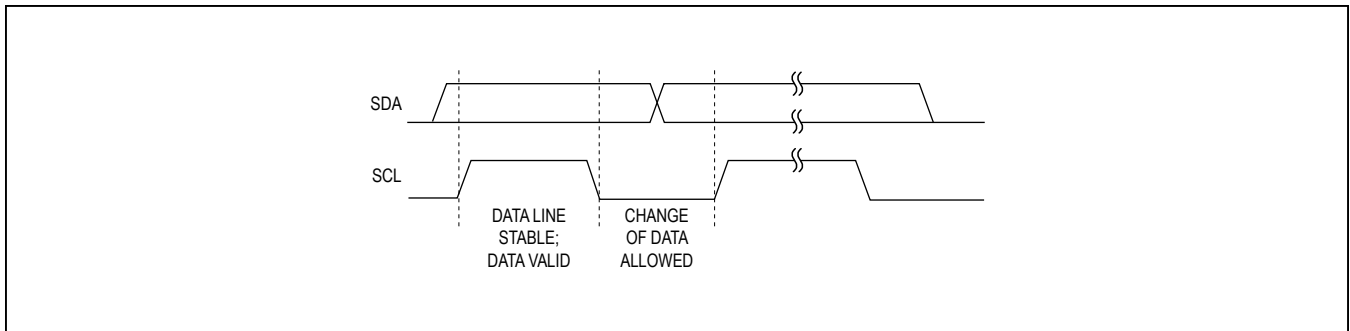 SDA
SCL
DATA LINE
STABLE;
DATA VALID
CHANGE
OF DATA
ALLOWED